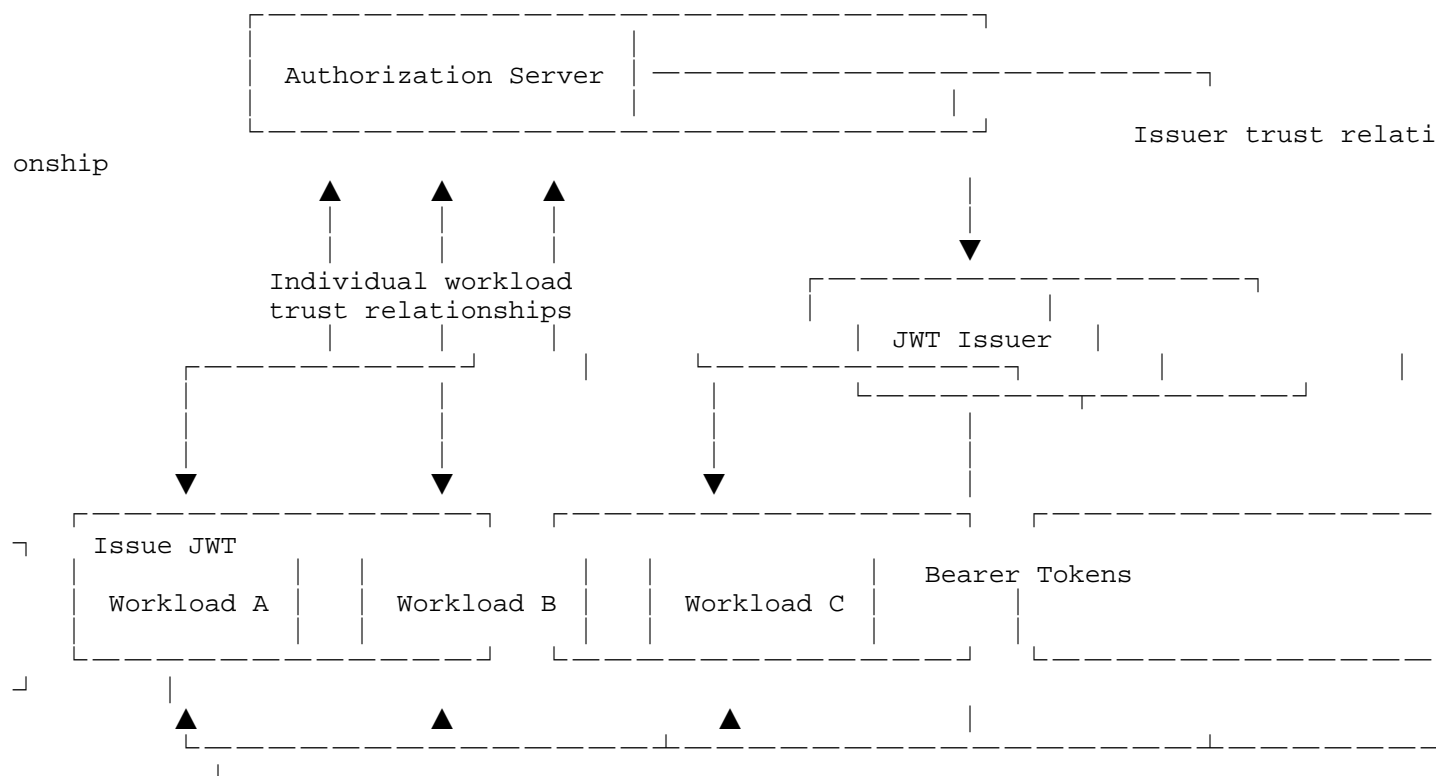 Authorization Server
Issuer trust relati
onship
Individual workload
trust relationships
JWT Issuer
Issue JWT
Bearer Tokens
Workload A
Workload B
Workload C